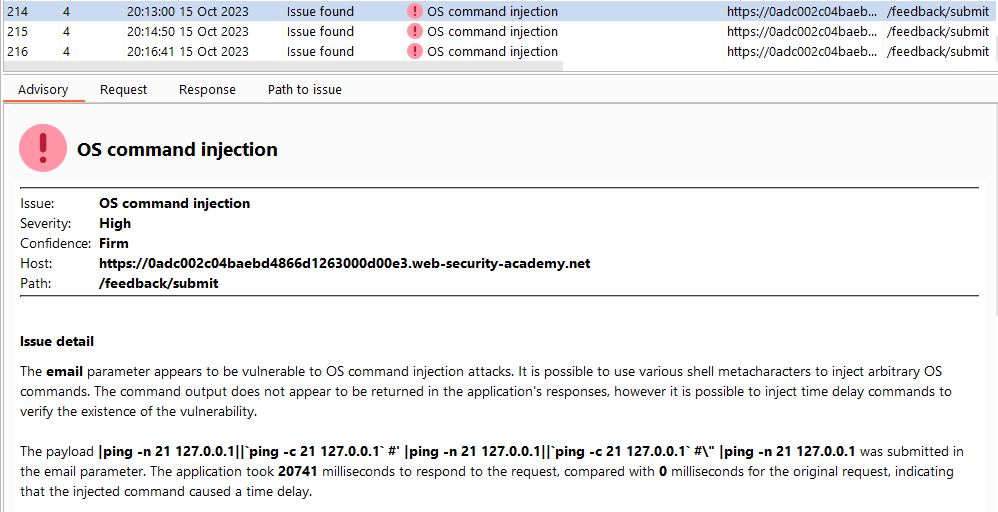 214 4 20:13:00 15 Oct 2023 Issue found OS command injection https://0adc002c04baeb... /feedback/submit
215 4 20:14:50 15 Oct 2023 Issue found OS command injection https://0adc002c04baeb... /feedback/submit
216 4 20:16:41 15 Oct 2023 Issue found OS command injection https://0adc002c04baeb... /feedback/submit
Advisory Request Response Path to issue
OS command injection
Issue: OS command injection
Severity: High
Confidence: Firm
Host: https://0adc002c04baebd4866d1263000d00e3.web-security-academy.net
Path: /feedback/submit
Issue detail
The email parameter appears to be vulnerable to OS command injection attacks. It is possible to use various shell metacharacters to inject arbitrary OS
commands. The command output does not appear to be returned in the application's responses, however it is possible to inject time delay commands to
verify the existence of the vulnerability.
The payload |ping -n 21 127.0.0.1||`ping -c 21 127.0.0.1` #' |ping -n 21 127.0.0.1||`ping -c 21 127.0.0.1` #\" |ping -n 21 127.0.0.1 was submitted in
the email parameter. The application took 20741 milliseconds to respond to the request, compared with 0 milliseconds for the original request, indicating
that the injected command caused a time delay.